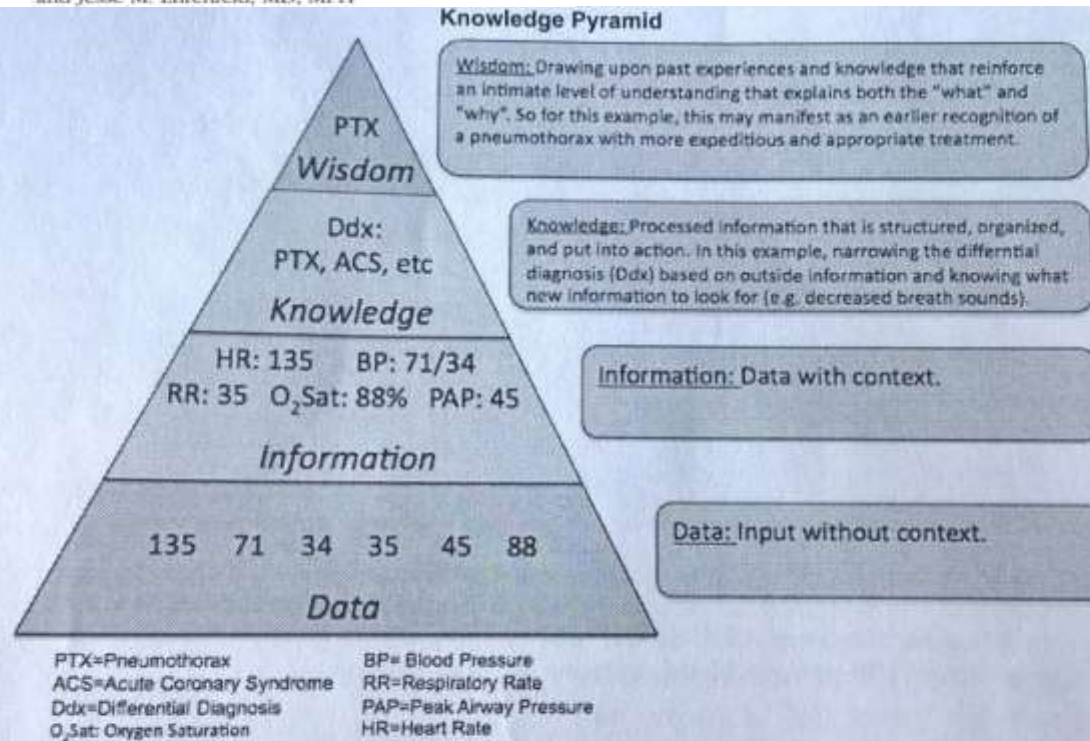 and Jesse M. Ehrenfeld, MD, MPH
Knowledge Pyramid
PTX
Wisdom
Wisdom: Drawing upon past experiences and knowledge that reinforce
an intimate level of understanding that explains both the "what" and
"why". So for this example, this may manifest as an earlier recognition of
a pneumothorax with more expeditious and appropriate treatment.
Ddx:
PTX, ACS, etc
Knowledge
Knowledge: Processed information that is structured, organized,
and put into action. In this example, narrowing the differntial
diagnosis (Ddx) based on outside information and knowing what
new information to look for (e.g. decreased breath sounds).
HR: 135 BP: 71/34
RR: 35 O₂Sat: 88% PAP: 45
Information
Information: Data with context.
135 71 34 35 45 88
Data
Data: Input without context.
PTX=Pneumothorax
ACS=Acute Coronary Syndrome
Ddx=Differential Diagnosis
O₂Sat: Oxygen Saturation
BP= Blood Pressure
RR=Respiratory Rate
PAP=Peak Airway Pressure
HR=Heart Rate